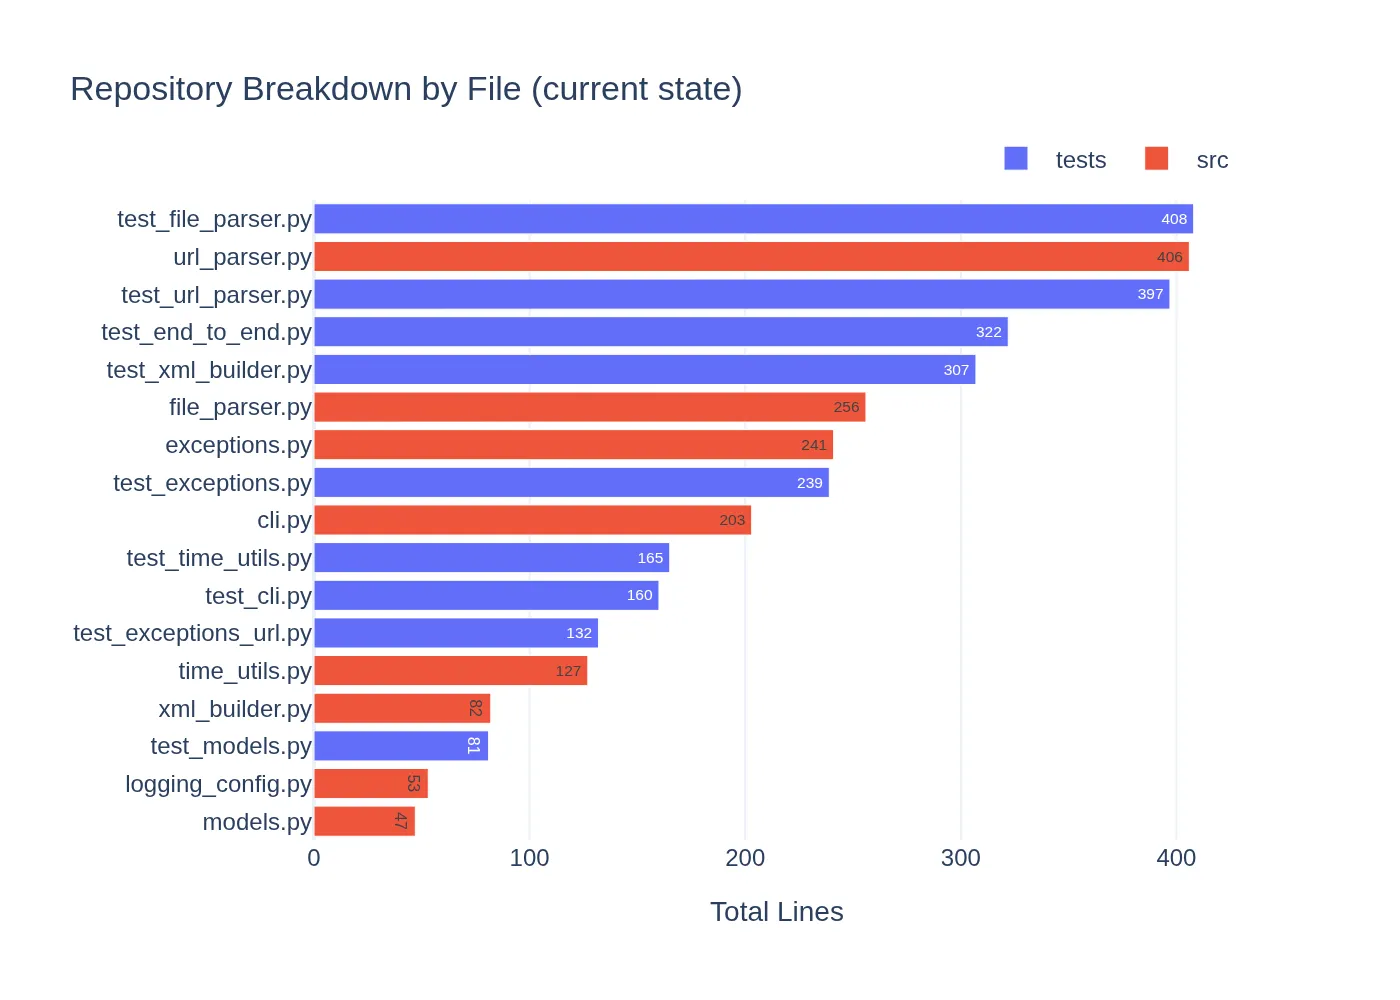 Repository Breakdown by File (current state)
tests src
test_file_parser.py 408
url_parser.py 406
test_url_parser.py 397
test_end_to_end.py 322
test_xml_builder.py 307
file_parser.py 256
exceptions.py 241
test_exceptions.py 239
cli.py 203
test_time_utils.py 165
test_cli.py 160
test_exceptions_url.py 132
time_utils.py 127
xml_builder.py 82
test_models.py 81
logging_config.py 53
models.py 47
0 100 200 300 400
Total Lines